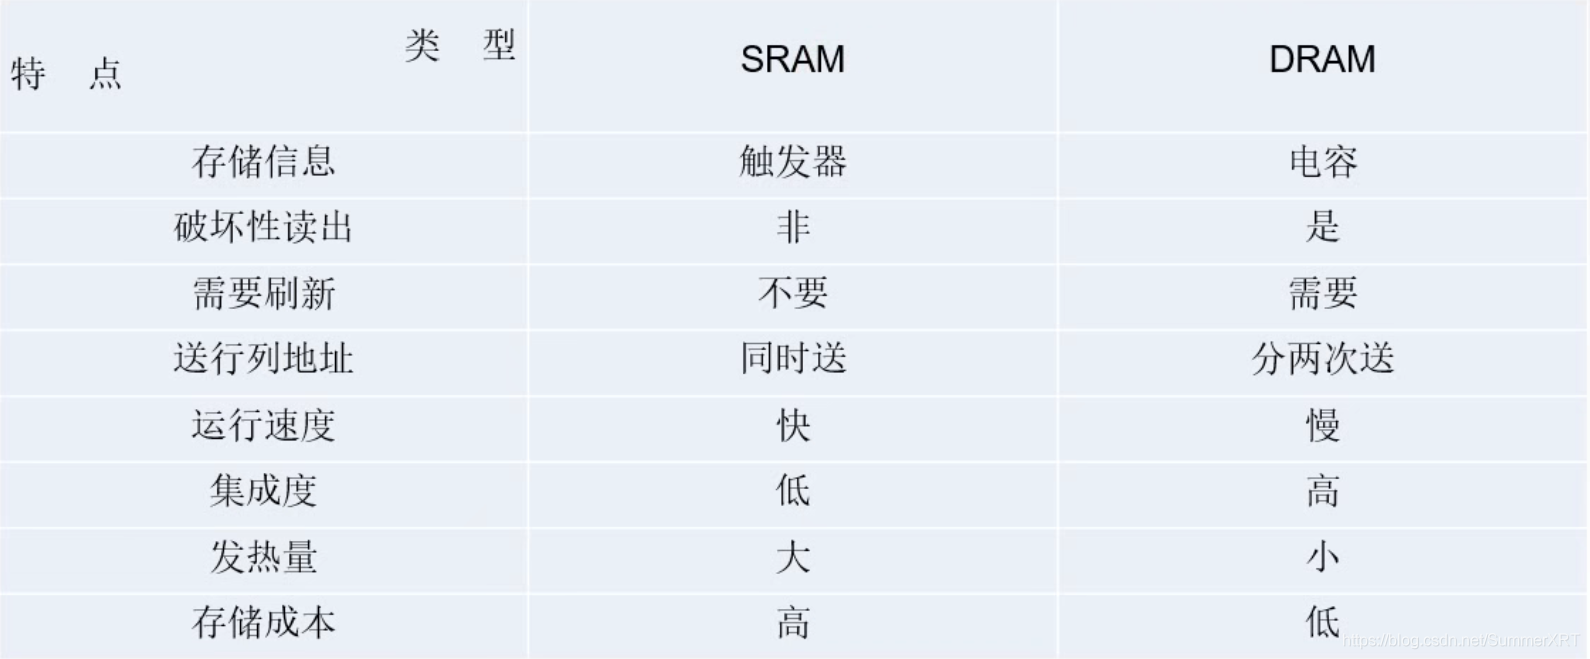 类 型
特 点
SRAM
DRAM
存储信息 触发器 电容
破坏性读出 非 是
需要刷新 不要 需要
送行列地址 同时送 分两次送
运行速度 快 慢
集成度 低 高
发热量 大 小
存储成本 高 低
https://blog.csdn.net/SummerXRT